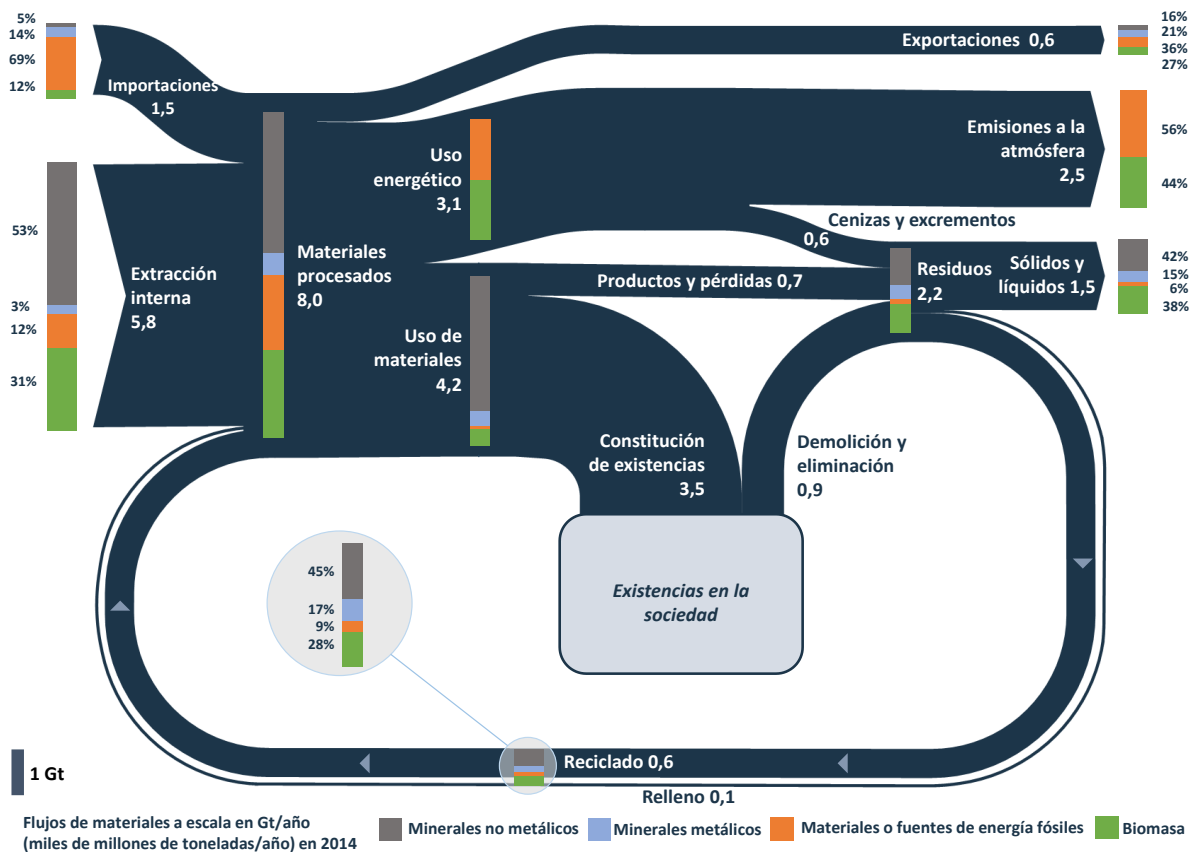 5%
14%
69%
12%
Importaciones
1,5
53%
3%
12%
31%
Extracción
interna
5,8
Materiales
procesados
8,0
Uso
energético
3,1
Uso de
materiales
4,2
Exportaciones 0,6
16%
21%
36%
27%
Emisiones a la
atmósfera
2,5
56%
44%
Cenizas y excrementos
0,6
Productos y pérdidas 0,7
Residuos
2,2
Sólidos y
líquidos 1,5
42%
15%
6%
38%
Constitución
de existencias
3,5
Demolición y
eliminación
0,9
Existencias en la
sociedad
45%
17%
9%
28%
Reciclado 0,6
Relleno 0,1
1 Gt
Flujos de materiales a escala en Gt/año
(miles de millones de toneladas/año) en 2014
Minerales no metálicos
Minerales metálicos
Materiales o fuentes de energía fósiles
Biomasa